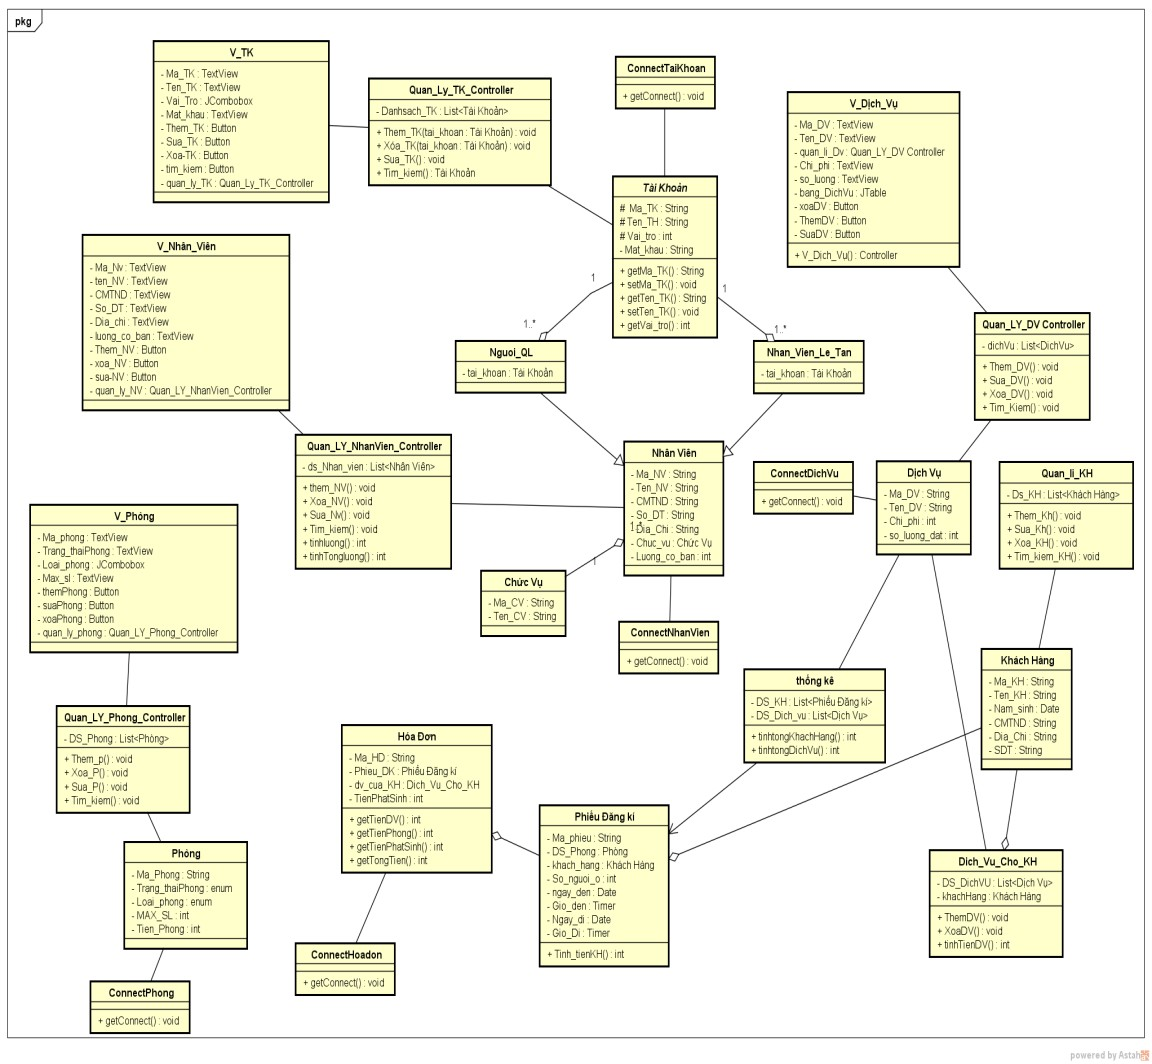 pkg
V_TK
- Ma_TK : TextView
- Ten_TK : TextView
- Vai_Tro : JCombobox
- Mat_khau : TextView
- Them_TK : Button
- Sua_TK : Button
- Xoa-TK : Button
- tim_kiem : Button
- quan_ly_TK : Quan_Ly_TK_Controller
Quan_Ly_TK_Controller
- Danhsach_TK : List<Tài Khoản>
+ Them_TK(tai_khoan : Tài Khoản) : void
+ Xóa_TK(tai_khoan : Tài Khoản) : void
+ Sua_TK() : void
+ Tim_kiem() : Tài Khoản
ConnectTaiKhoan
+ getConnect() : void
Tài Khoản
# Ma_TK : String
# Ten_TH : String
# Vai_tro : int
- Mat_khau : String
+ getMa_TK() : String
+ setMa_TK() : void
+ getTen_TK() : String
+ setTen_TK() : void
+ getVai_tro() : int
V_Dịch_Vụ
- Ma_DV : TextView
- Ten_DV : TextView
- quan_li_Dv : Quan_LY_DV Controller
- Chi_phi : TextView
- so_luong : TextView
- bang_DichVu : JTable
- xoaDV : Button
- ThemDV : Button
- SuaDV : Button
+ V_Dịch_Vụ() : Controller
V_Nhân_Viên
- Ma_Nv : TextView
- ten_NV : TextView
- CMTND : TextView
- So_DT : TextView
- Dia_chi : TextView
- luong_co_ban : TextView
- Them_NV : Button
- xoa_NV : Button
- sua-NV : Button
- quan_ly_NV : Quan_LY_NhanVien_Controller
1
1..*
1
1..*
Nguoi_QL
- tai_khoan : Tài Khoản
Nhan_Vien_Le_Tan
- tai_khoan : Tài Khoản
Quan_LY_DV Controller
- dichVu : List<DichVu>
+ Them_DV() : void
+ Sua_DV() : void
+ Xoa_DV() : void
+ Tim_Kiem() : void
Quan_LY_NhanVien_Controller
- ds_Nhan_vien : List<Nhân Viên>
+ them_NV() : void
+ Xoa_NV() : void
+ Sua_Nv() : void
+ Tim_kiem() : void
+ tinhluong() : int
+ tinhTongluong() : int
Nhân Viên
- Ma_NV : String
- Ten_NV : String
- CMTND : String
- So_DT : String
- Dia_Chi : String
- Chuc_vu : Chức Vụ
- Luong_co_ban : int
1..*
1
Chức Vụ
- Ma_CV : String
- Ten_CV : String
ConnectNhanVien
+ getConnect() : void
ConnectDichVu
+ getConnect() : void
Dịch Vụ
- Ma_DV : String
- Ten_DV : String
- Chi_phi : int
- so_luong_dat : int
Quan_li_KH
- Ds_KH : List<Khách Hàng>
+ Them_Kh() : void
+ Sua_Kh() : void
+ Xoa_KH() : void
+ Tim_kiem_KH() : void
V_Phòng
- Ma_phong : TextView
- Trang_thaiPhong : TextView
- Loai_phong : JCombobox
- Max_sl : TextView
- themPhong : Button
- suaPhong : Button
- xoaPhong : Button
- quan_ly_phong : Quan_LY_Phong_Controller
Quan_LY_Phong_Controller
- DS_Phong : List<Phòng>
+ Them_p() : void
+ Xoa_P() : void
+ Sua_P() : void
+ Tim_kiem() : void
Phòng
- Ma_Phong : String
- Trang_thaiPhong : enum
- Loai_phong : enum
- MAX_SL : int
- Tien_Phong : int
ConnectPhong
+ getConnect() : void
Hóa Đơn
- Ma_HD : String
- Phieu_DK : Phiếu Đăng kí
- dv_cua_KH : Dich_Vu_Cho_KH
- TienPhatSinh : int
+ getTienDV() : int
+ getTienPhong() : int
+ getTienPhatSinh() : int
+ getTongTien() : int
ConnectHoadon
+ getConnect() : void
Phiếu Đăng kí
- Ma_phieu : String
- DS_Phong : Phòng
- khach_hang : Khách Hàng
- So_nguoi_o : int
- ngay_den : Date
- Gio_den : Timer
- Ngay_di : Date
- Gio_Di : Timer
+ Tinh_tienKH() : int
thống kê
- DS_KH : List<Phiếu Đăng kí>
- DS_Dich_vu : List<Dịch Vụ>
+ tinhtongKhachHang() : int
+ tinhtongDichVu() : int
Khách Hàng
- Ma_KH : String
- Ten_KH : String
- Nam_sinh : Date
- CMTND : String
- Dia_Chi : String
- SDT : String
Dich_Vu_Cho_KH
- DS_DichVU : List<Dịch Vụ>
- khachHang : Khách Hàng
+ ThemDV() : void
+ XoaDV() : void
+ tinhTienDV() : int
powered by Astah